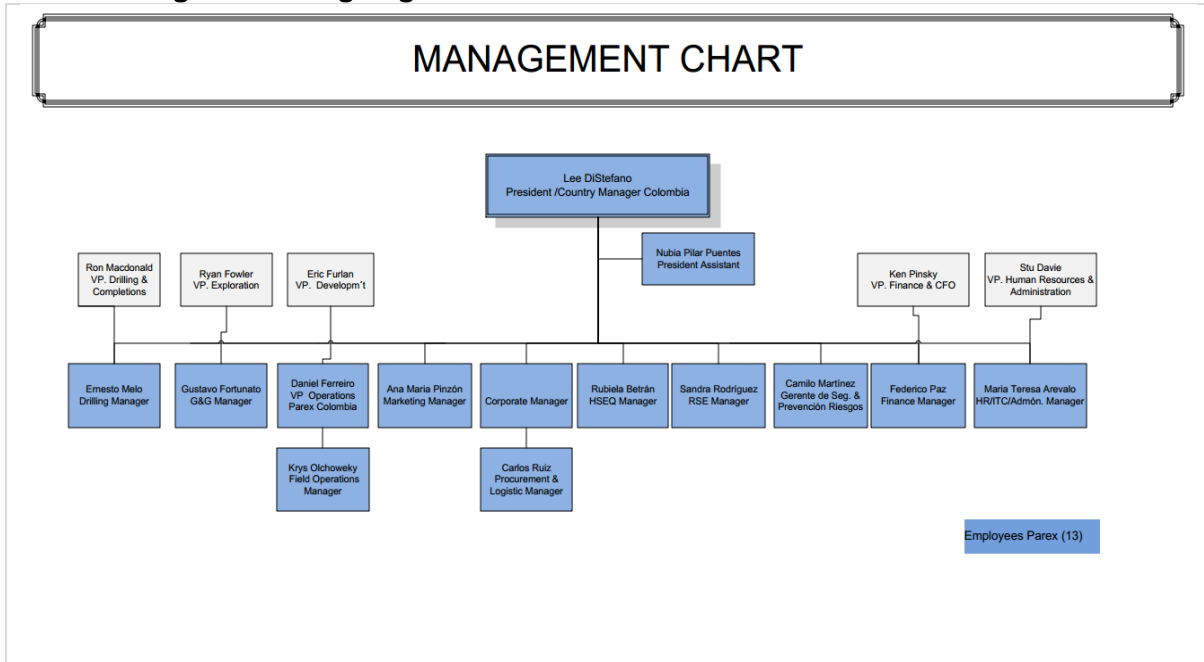 MANAGEMENT CHART
Lee DiStefano
President /Country Manager Colombia
Nubia Pilar Puentes
President Assistant
Ron Macdonald
VP. Drilling &
Completions
Ryan Fowler
VP. Exploration
Eric Furlan
VP. Developm´t
Ken Pinsky
VP. Finance & CFO
Stu Davie
VP. Human Resources &
Administration
Ernesto Melo
Drilling Manager
Gustavo Fortunato
G&G Manager
Daniel Ferreiro
VP Operations
Parex Colombia
Ana Maria Pinzón
Marketing Manager
Corporate Manager
Rubiela Betrán
HSEQ Manager
Sandra Rodríguez
RSE Manager
Camilo Martínez
Gerente de Seg. &
Prevención Riesgos
Federico Paz
Finance Manager
Maria Teresa Arevalo
HR/ITC/Admón. Manager
Krys Olchoweky
Field Operations
Manager
Carlos Ruiz
Procurement &
Logistic Manager
Employees Parex (13)